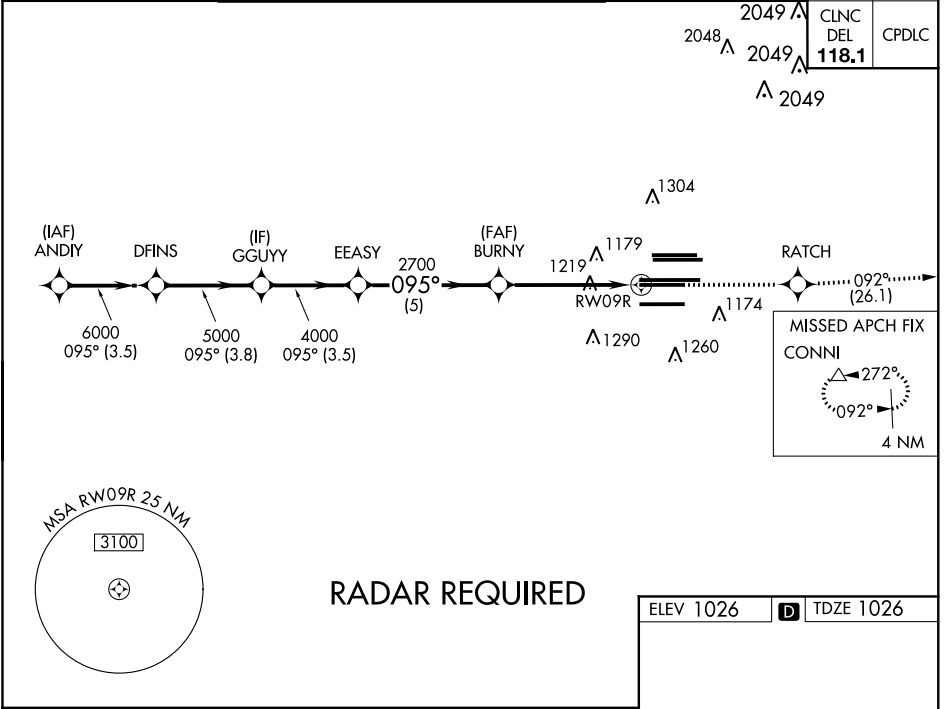 2049
CLNC
DEL
118.1
CPDLC
2048
2049
2049
1304
(IAF)
ANDIY
DFINS
(IF)
GGUYY
EEASY
2700
095°
(5)
(FAF)
BURNY
1179
1219
RW09R
RATCH
092°
(26.1)
6000
095° (3.5)
5000
095° (3.8)
4000
095° (3.5)
1174
1290
1260
MISSED APCH FIX
CONNI
272°
092°
4 NM
MSA RW09R 25 NM
3100
RADAR REQUIRED
ELEV 1026
D
TDZE 1026